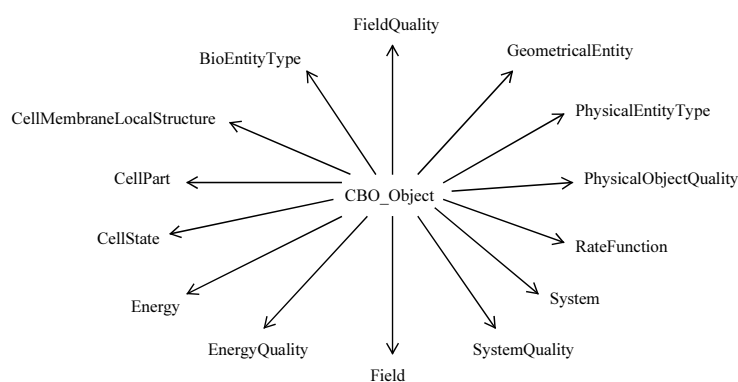 FieldQuality
BioEntityType
GeometricalEntity
CellMembraneLocalStructure
PhysicalEntityType
CellPart
PhysicalObjectQuality
CBO_Object
CellState
RateFunction
Energy
System
EnergyQuality
SystemQuality
Field